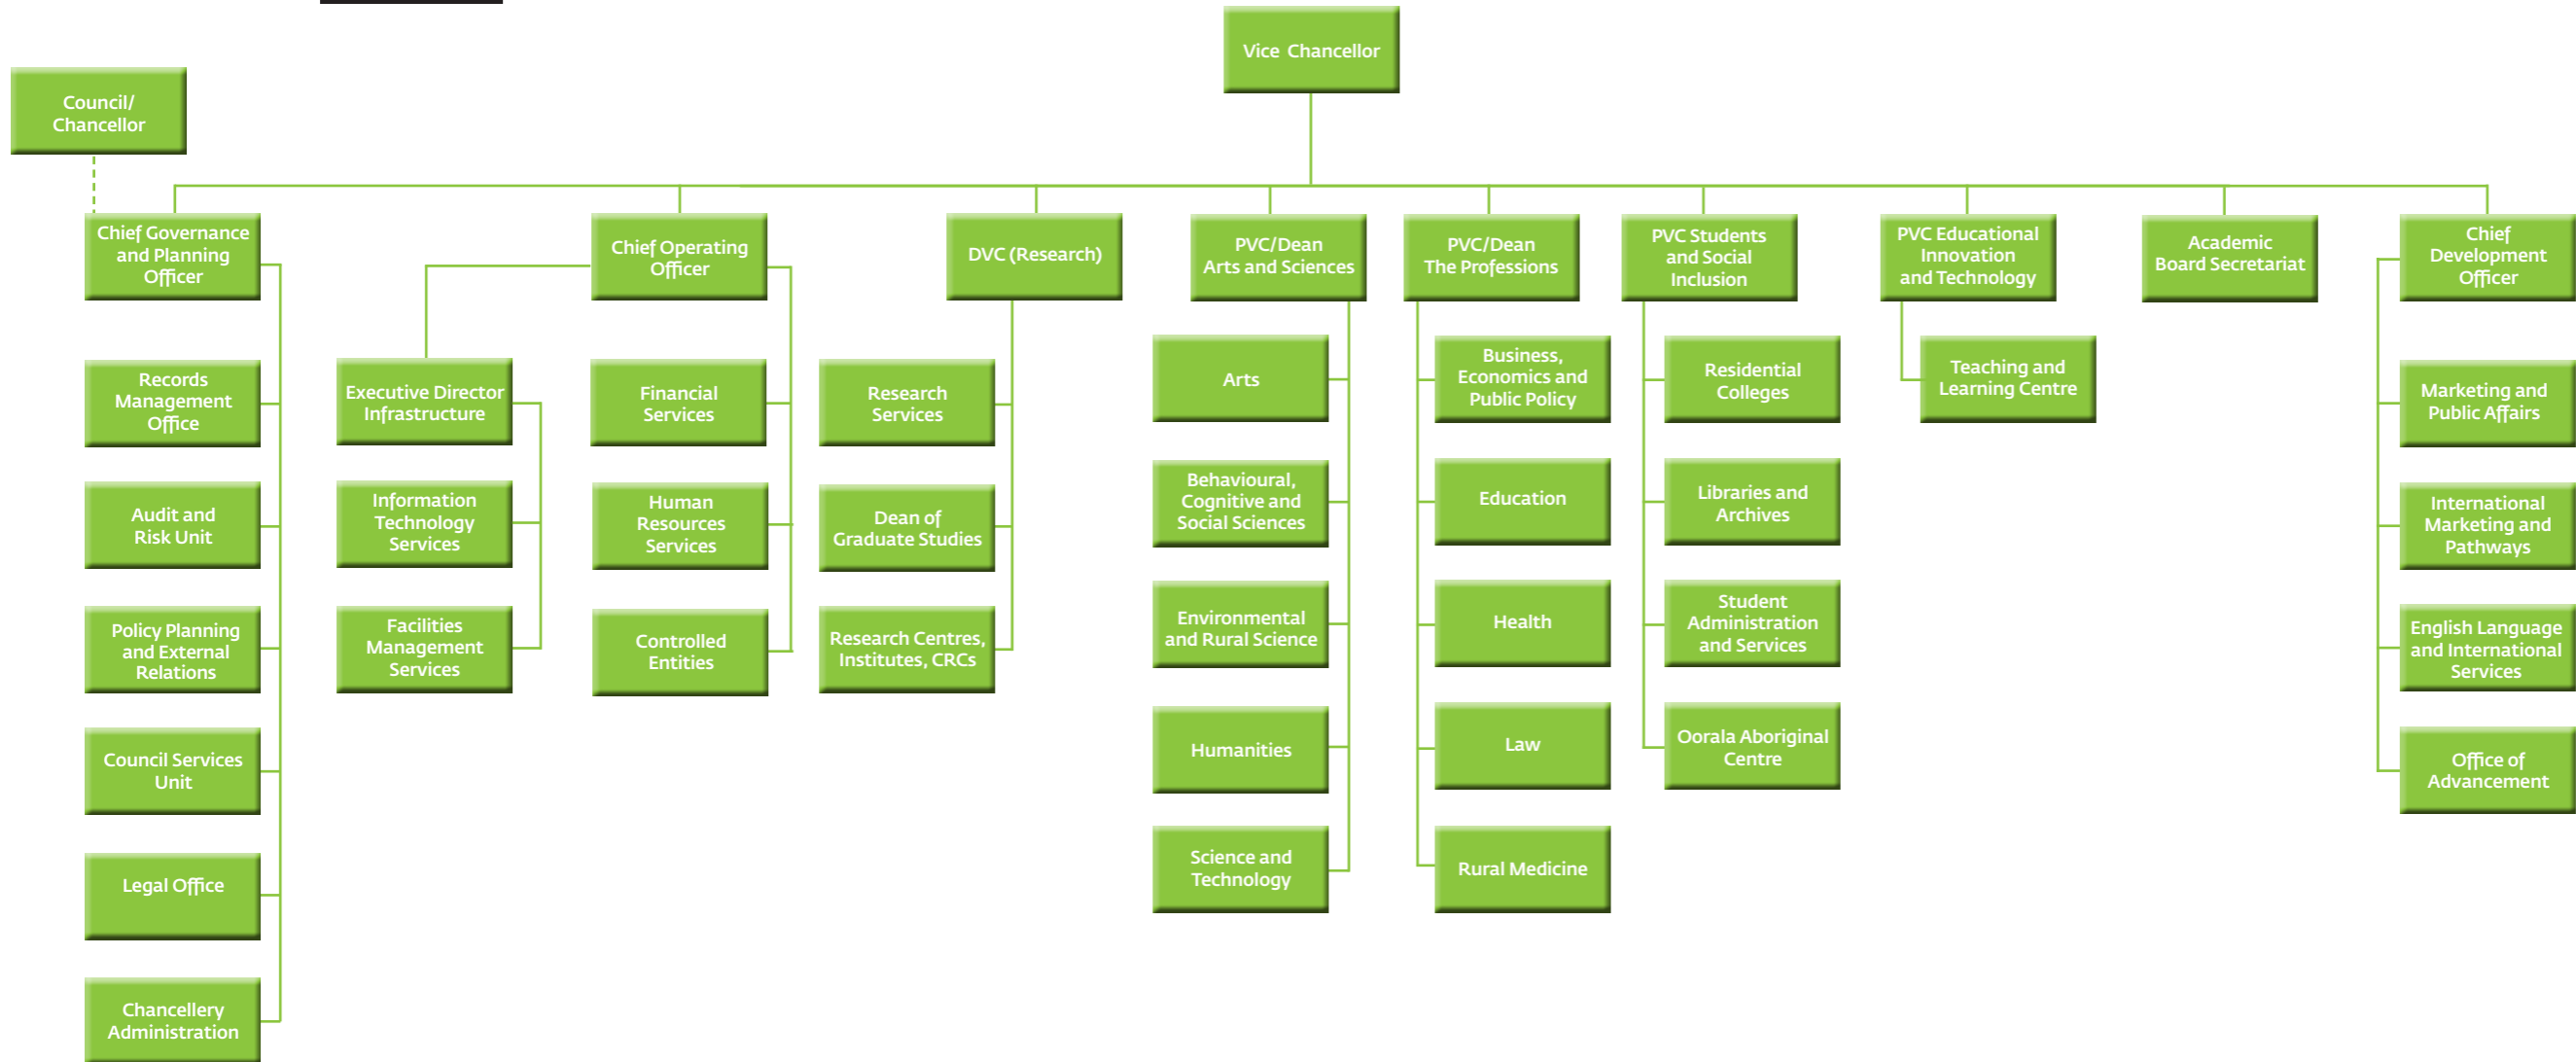 Vice Chancellor
Council/
Chancellor
Chief Governance
and Planning
Officer
Chief Operating
Officer
DVC (Research)
PVC/Dean
Arts and Sciences
PVC/Dean
The Professions
PVC Students
and Social
Inclusion
PVC Educational
Innovation
and Technology
Academic
Board Secretariat
Chief
Development
Officer
Records
Management
Office
Audit and
Risk Unit
Policy Planning
and External
Relations
Council Services
Unit
Legal Office
Chancellery
Administration
Executive Director
Infrastructure
Information
Technology
Services
Facilities
Management
Services
Financial
Services
Human
Resources
Services
Controlled
Entities
Research
Services
Dean of
Graduate Studies
Research Centres,
Institutes, CRCs
Arts
Behavioural,
Cognitive and
Social Sciences
Environmental
and Rural Science
Humanities
Science and
Technology
Business,
Economics and
Public Policy
Education
Health
Law
Rural Medicine
Residential
Colleges
Libraries and
Archives
Student
Administration
and Services
Oorala Aboriginal
Centre
Teaching and
Learning Centre
Marketing and
Public Affairs
International
Marketing and
Pathways
English Language
and International
Services
Office of
Advancement